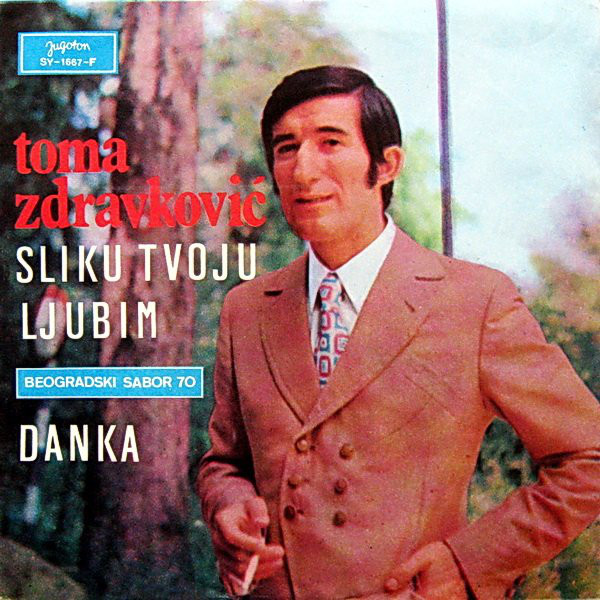 Jugoton
SY-1667-F
toma
zdravković
SLIKU TVOJU
LJUBIM
BEOGRADSKI SABOR 70
DANKA